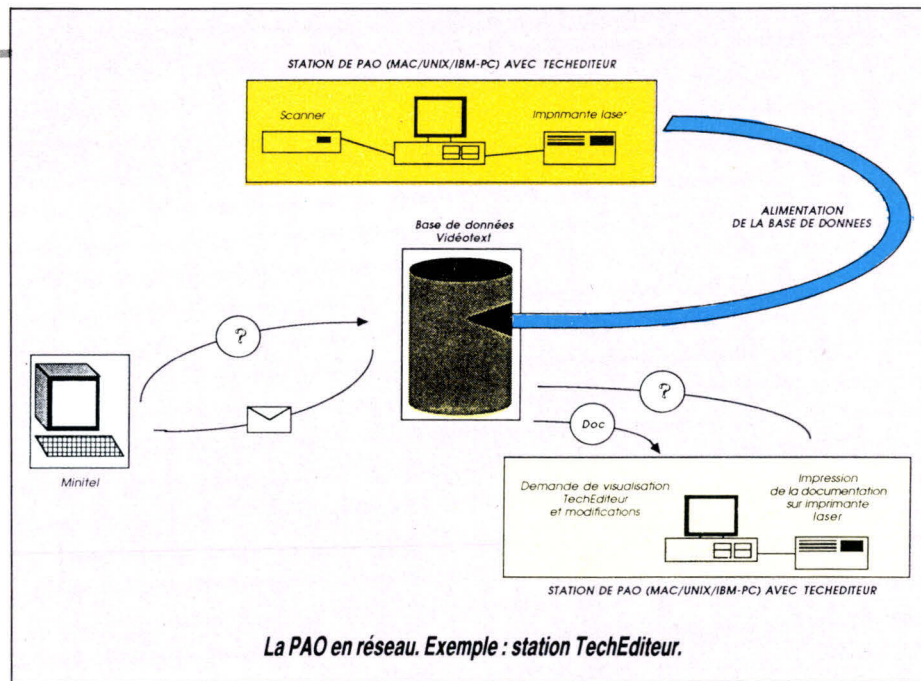 STATION DE PAO (MAC/UNIX/IBM-PC) AVEC TECHEDITEUR
Scanner
Imprimante laser
ALIMENTATION
DE LA BASE DE DONNEES
Base de données
Vidéotext
?
Minitel
?
Doc
Demande de visualisation
TechEditeur
et modifications
Impression
de la documentation
sur imprimante
laser
STATION DE PAO (MAC/UNIX/IBM-PC) AVEC TECHEDITEUR
La PAO en réseau. Exemple : station TechEditeur.